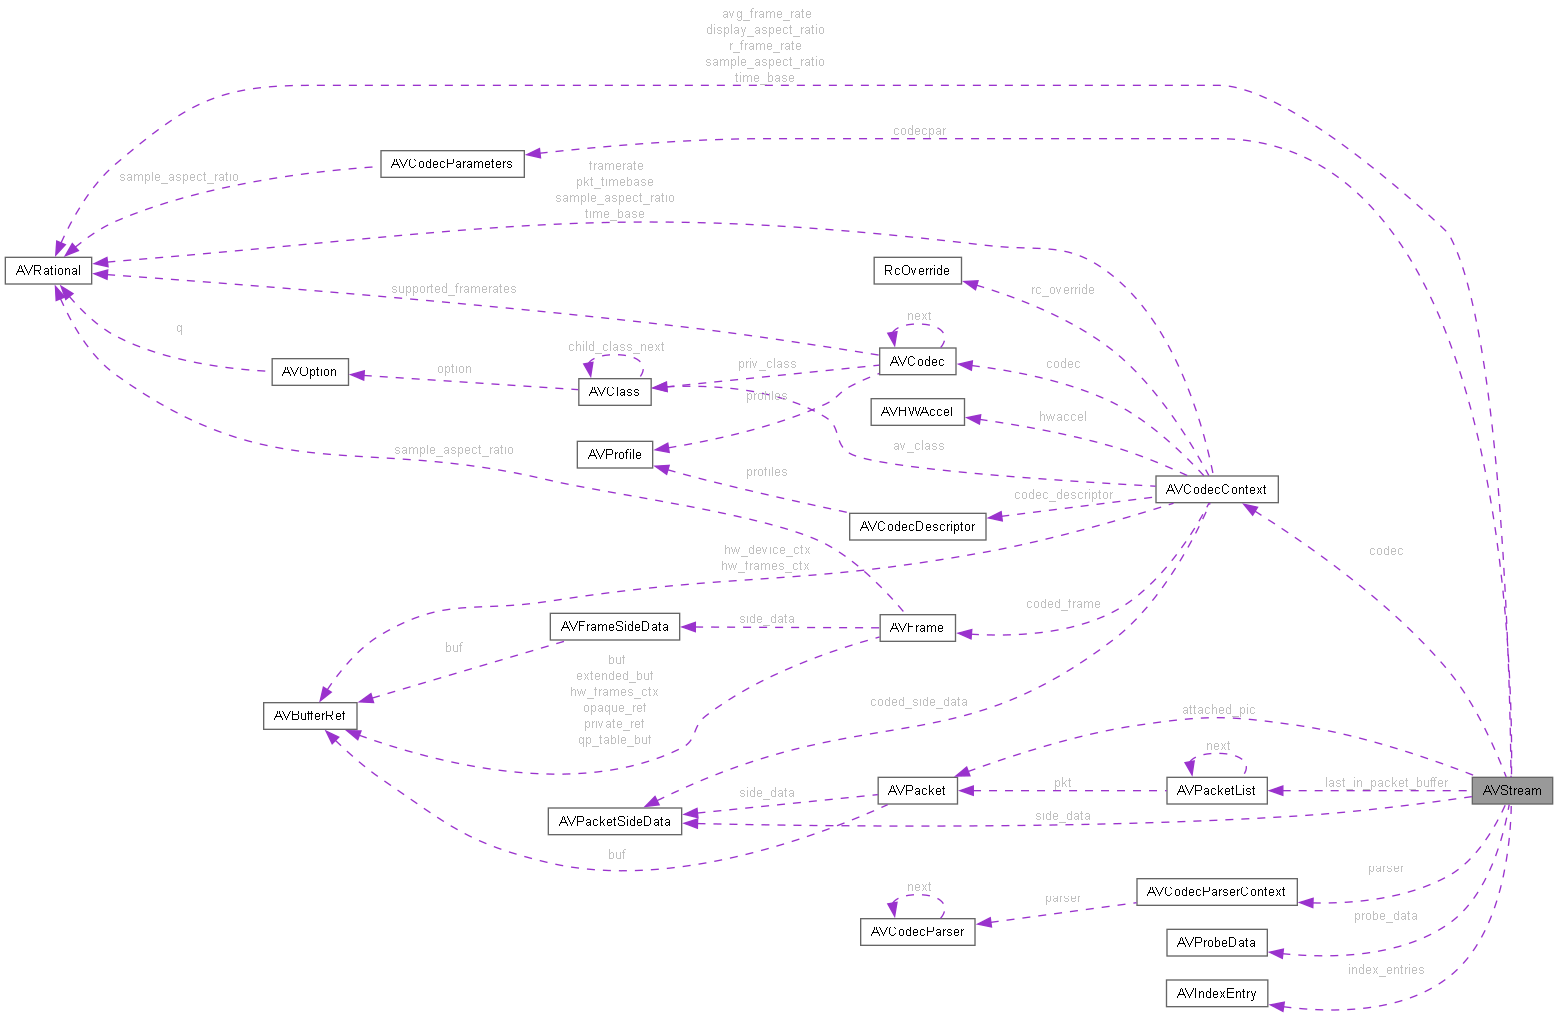 avg_frame_rate
display_aspect_ratio
r_frame_rate
sample_aspect_ratio
time_base
codecpar
AVCodecParameters
sample_aspect_ratio
framerate
pkt_timebase
sample_aspect_ratio
time_base
AVRational
RcOverride
rc_override
supported_framerates
next
q
child_class_next
AVCodec
codec
AVOption
option
priv_class
AVClass
profiles
AVHWAccel
hwaccel
av_class
sample_aspect_ratio
AVProfile
profiles
AVCodecContext
codec_descriptor
AVCodecDescriptor
hw_device_ctx
hw_frames_ctx
codec
coded_frame
AVFrameSideData
side_data
AVFrame
buf
buf
extended_buf
hw_frames_ctx
opaque_ref
private_ref
qp_table_buf
AVBufferRef
coded_side_data
attached_pic
next
AVPacket
pkt
AVPacketList
last_in_packet_buffer
AVStream
side_data
AVPacketSideData
side_data
buf
parser
next
AVCodecParserContext
parser
AVCodecParser
probe_data
AVProbeData
index_entries
AVIndexEntry